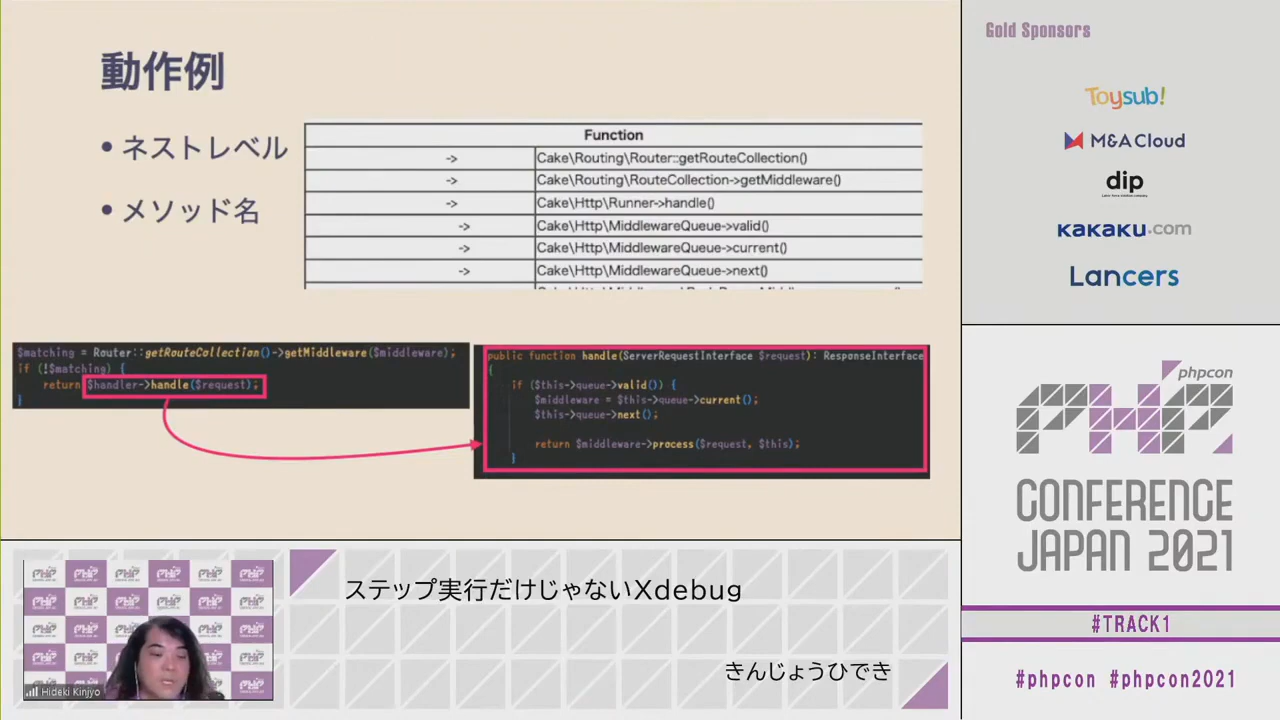 動作例
• ネストレベル
• メソッド名
Function
-> Cake\Routing\Router::getRouteCollection()
-> Cake\Routing\RouteCollection->getMiddleware()
-> Cake\Http\Runner->handle()
-> Cake\Http\MiddlewareQueue->valid()
-> Cake\Http\MiddlewareQueue->current()
-> Cake\Http\MiddlewareQueue->next()
$matching = Router::getRouteCollection()->getMiddleware($middleware);
if (!$matching) {
return $handler->handle($request);
}
public function handle(ServerRequestInterface $request): ResponseInterface
{
if ($this->queue->valid()) {
$middleware = $this->queue->current();
$this->queue->next();
return $middleware->process($request, $this);
}
Hideki Kinjyo
ステップ実行だけじゃないXdebug
きんじょうひでき
Gold Sponsors
Toysub!
M&A Cloud
dip
kakaku.com
Lancers
phpcon
PHP
CONFERENCE
JAPAN 2021
#TRACK1
#phpcon #phpcon2021